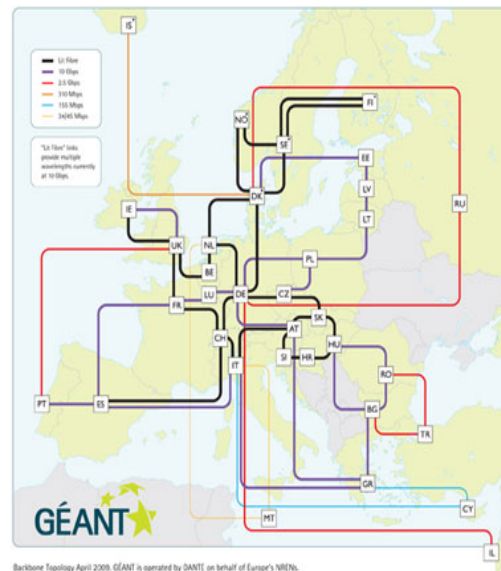 IS*
Lit Fibre
10 Gbps
2.5 Gbps
310 Mbps
155 Mbps
34/45 Mbps
"Lit Fibre" links
provide multiple
wavelengths currently
at 10 Gbps.
NO*
FI*
SE*
DK*
EE
LV
LT
RU
IE
UK
NL
BE
PL
LU
DE
CZ
FR
SK
AT
CH
HU
IT
SI
HR
RO
PT
ES
BG
TR
GR
CY
MT
IL
GÉANT
Backbone Topology April 2009. GÉANT is operated by DANTE on behalf of Europe's NRENs.